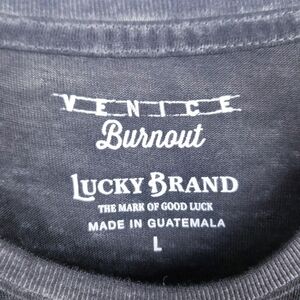 VENICE
Burnout
LUCKY BRAND
THE MARK OF GOOD LUCK
MADE IN GUATEMALA
L